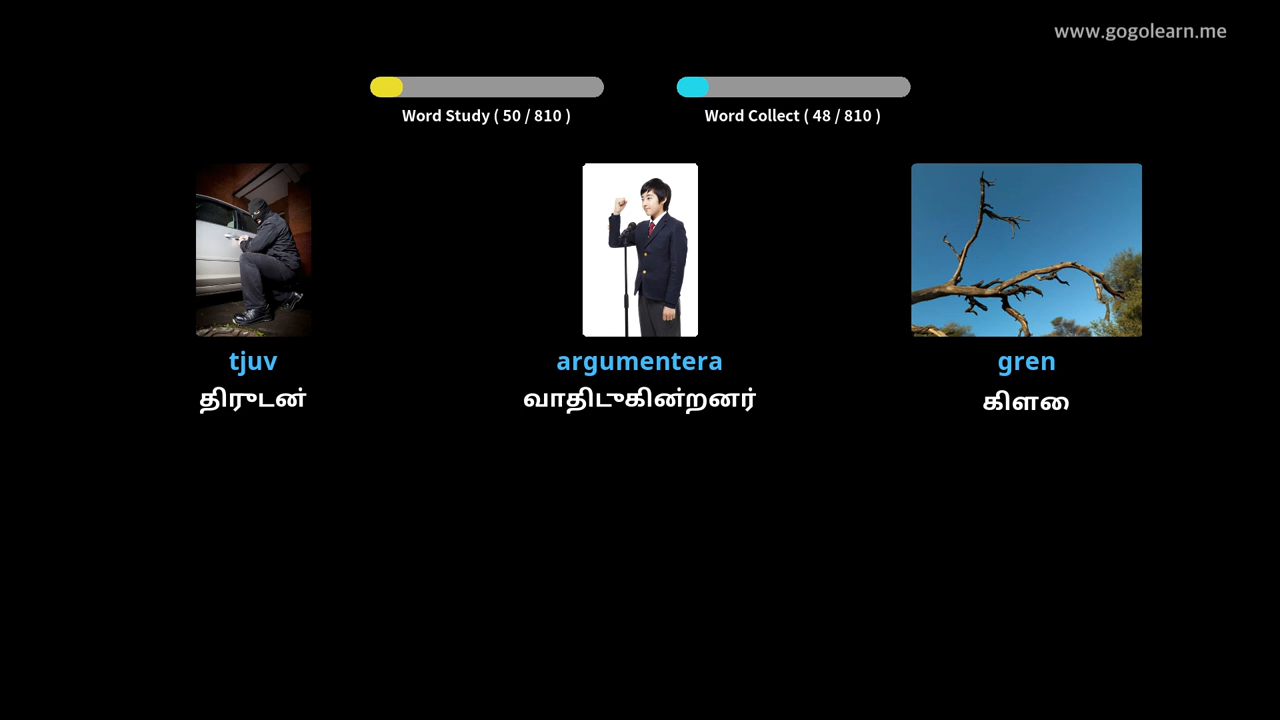 www.gogolearn.me
Word Study ( 50 / 810 )
Word Collect ( 48 / 810 )
tjuv
argumentera
gren
திருடன்
வாதிடுகின்றனர்
கிளை